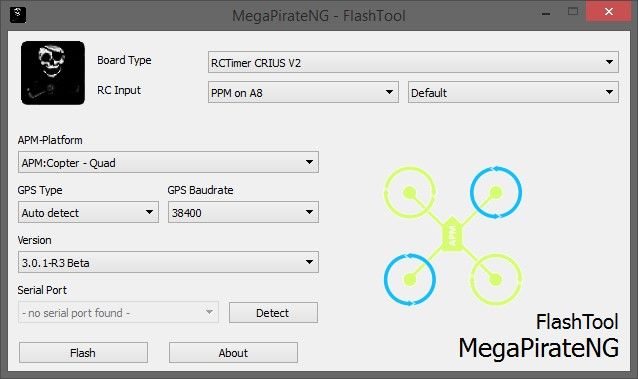 MegaPirateNG - FlashTool
Board Type
RCTimer CRIUS V2
RC Input
PPM on A8
Default
APM-Platform
APM:Copter - Quad
GPS Type
GPS Baudrate
Auto detect
38400
Version
3.0.1-R3 Beta
Serial Port
- no serial port found -
Detect
Flash
About
APM
FlashTool
MegaPirateNG